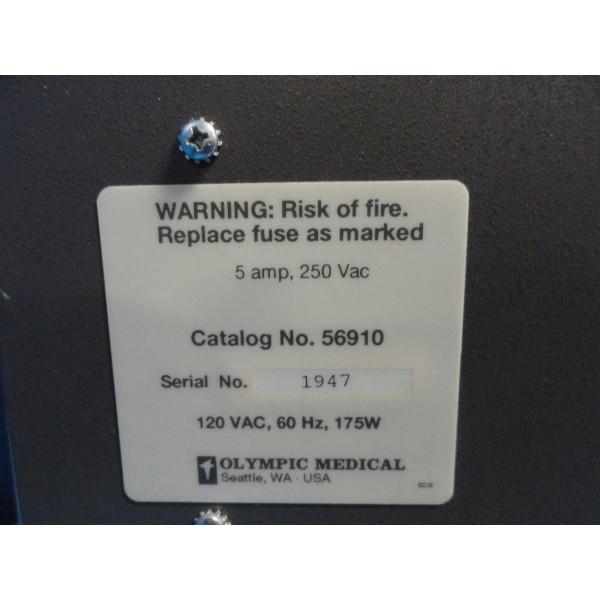 WARNING: Risk of fire.
Replace fuse as marked
5 amp, 250 Vac
Catalog No. 56910
Serial No. 1947
120 VAC, 60 Hz, 175W
OLYMPIC MEDICAL
Seattle, WA · USA